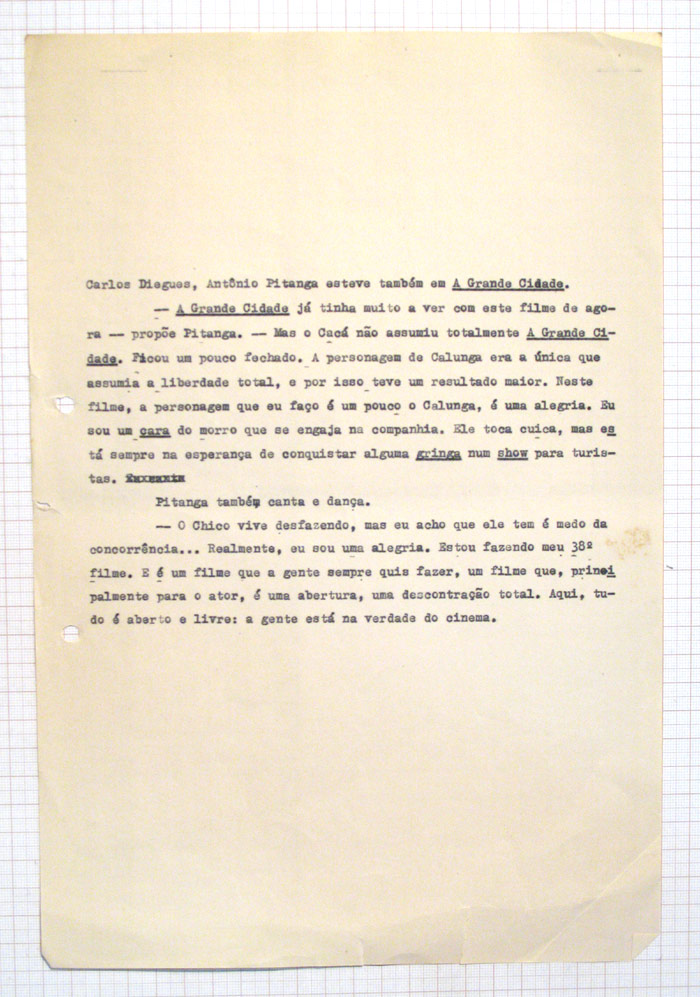 Carlos Diegues, Antônio Pitanga esteve também em A Grande Cidade.
— A Grande Cidade já tinha muito a ver com este filme de ago-
ra — propõe Pitanga. — Mas o Cacá não assumiu totalmente A Grande Ci-
dade. Ficou um pouco fechado. A personagem de Calunga era a única que
assumia a liberdade total, e por isso teve um resultado maior. Neste
filme, a personagem que eu faço é um pouco o Calunga, é uma alegria. Eu
sou um cara do morro que se engaja na companhia. Ele toca cuica, mas es
tá sempre na esperança de conquistar alguma gringa num show para turis-
tas.
Pitanga também canta e dança.
— O Chico vive desfazendo, mas eu acho que ele tem é medo da
concorrência... Realmente, eu sou uma alegria. Estou fazendo meu 38º
filme. E é um filme que a gente sempre quis fazer, um filme que, princi
palmente para o ator, é uma abertura, uma descontração total. Aqui, tu-
do é aberto e livre: a gente está na verdade do cinema.